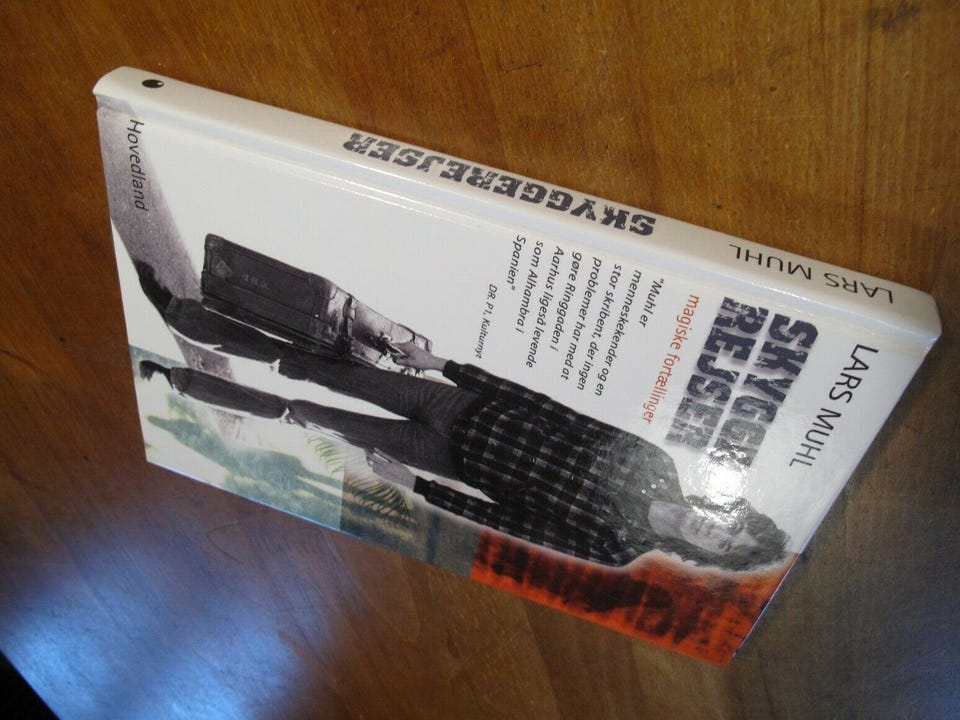 LARS MUHL
SKYGGEREJSER
LARS MUHL
SKYGGE
REJSER
magiske fortællinger
"Muhl er
menneskekender og en
stor skribent, der ingen
problemer har med at
gøre Ringgaden i
Aarhus ligeså levende
som Alhambra i
Spanien"
DR. P1, Kulturnyt
Hovedland